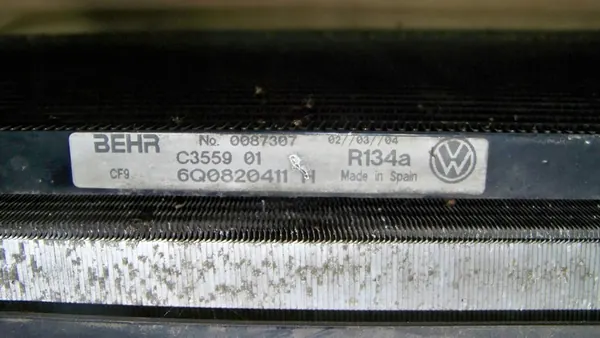 BEHR No. 0087307 02//03//04
C3559 01 R134a
CF9 6Q0820411 H Made in Spain